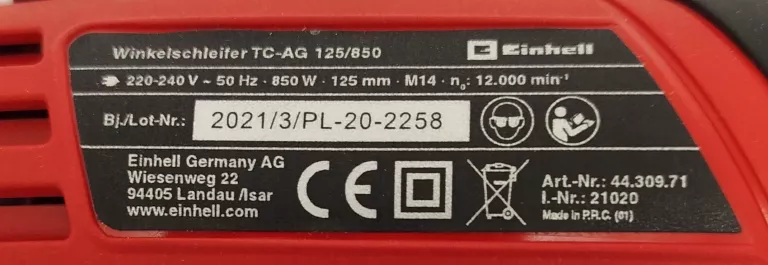 Winkelschleifer TC-AG 125/850 Einhell
220-240 V ~ 50 Hz · 850 W · 125 mm · M14 · n₀: 12.000 min⁻¹
Bj./Lot-Nr.: 2021/3/PL-20-2258
Einhell Germany AG
Wiesenweg 22
94405 Landau /Isar
www.einhell.com
CE
Art.-Nr.: 44.309.71
I.-Nr.: 21020
Made in P.R.C. (61)